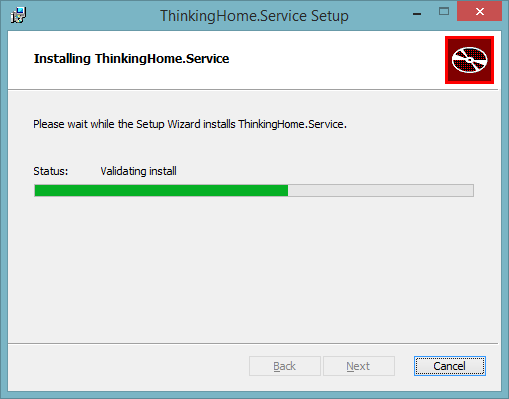 ThinkingHome.Service Setup
Installing ThinkingHome.Service
Please wait while the Setup Wizard installs ThinkingHome.Service.
Status: Validating install
Back Next Cancel